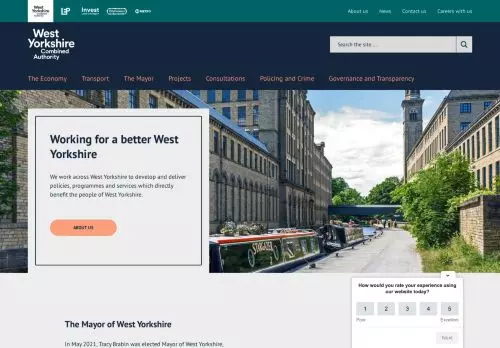 West
Yorkshire
Combined
Authority
Invest
METRO
About us
News
Contact us
Careers with us
West
Yorkshire
Combined
Authority
Search the site....
The Economy
Transport
The Mayor
Projects
Consultations
Policing and Crime
Governance and Transparency
Working for a better West
Yorkshire
We work across West Yorkshire to develop and deliver
policies, programmes and services which directly
benefit the people of West Yorkshire.
ABOUT US
How would you rate your experience using
our website today?
1
2
3
4
5
Poor
Excellent
Next
The Mayor of West Yorkshire
In May 2021, Tracy Brabin was elected Mayor of West Yorkshire,